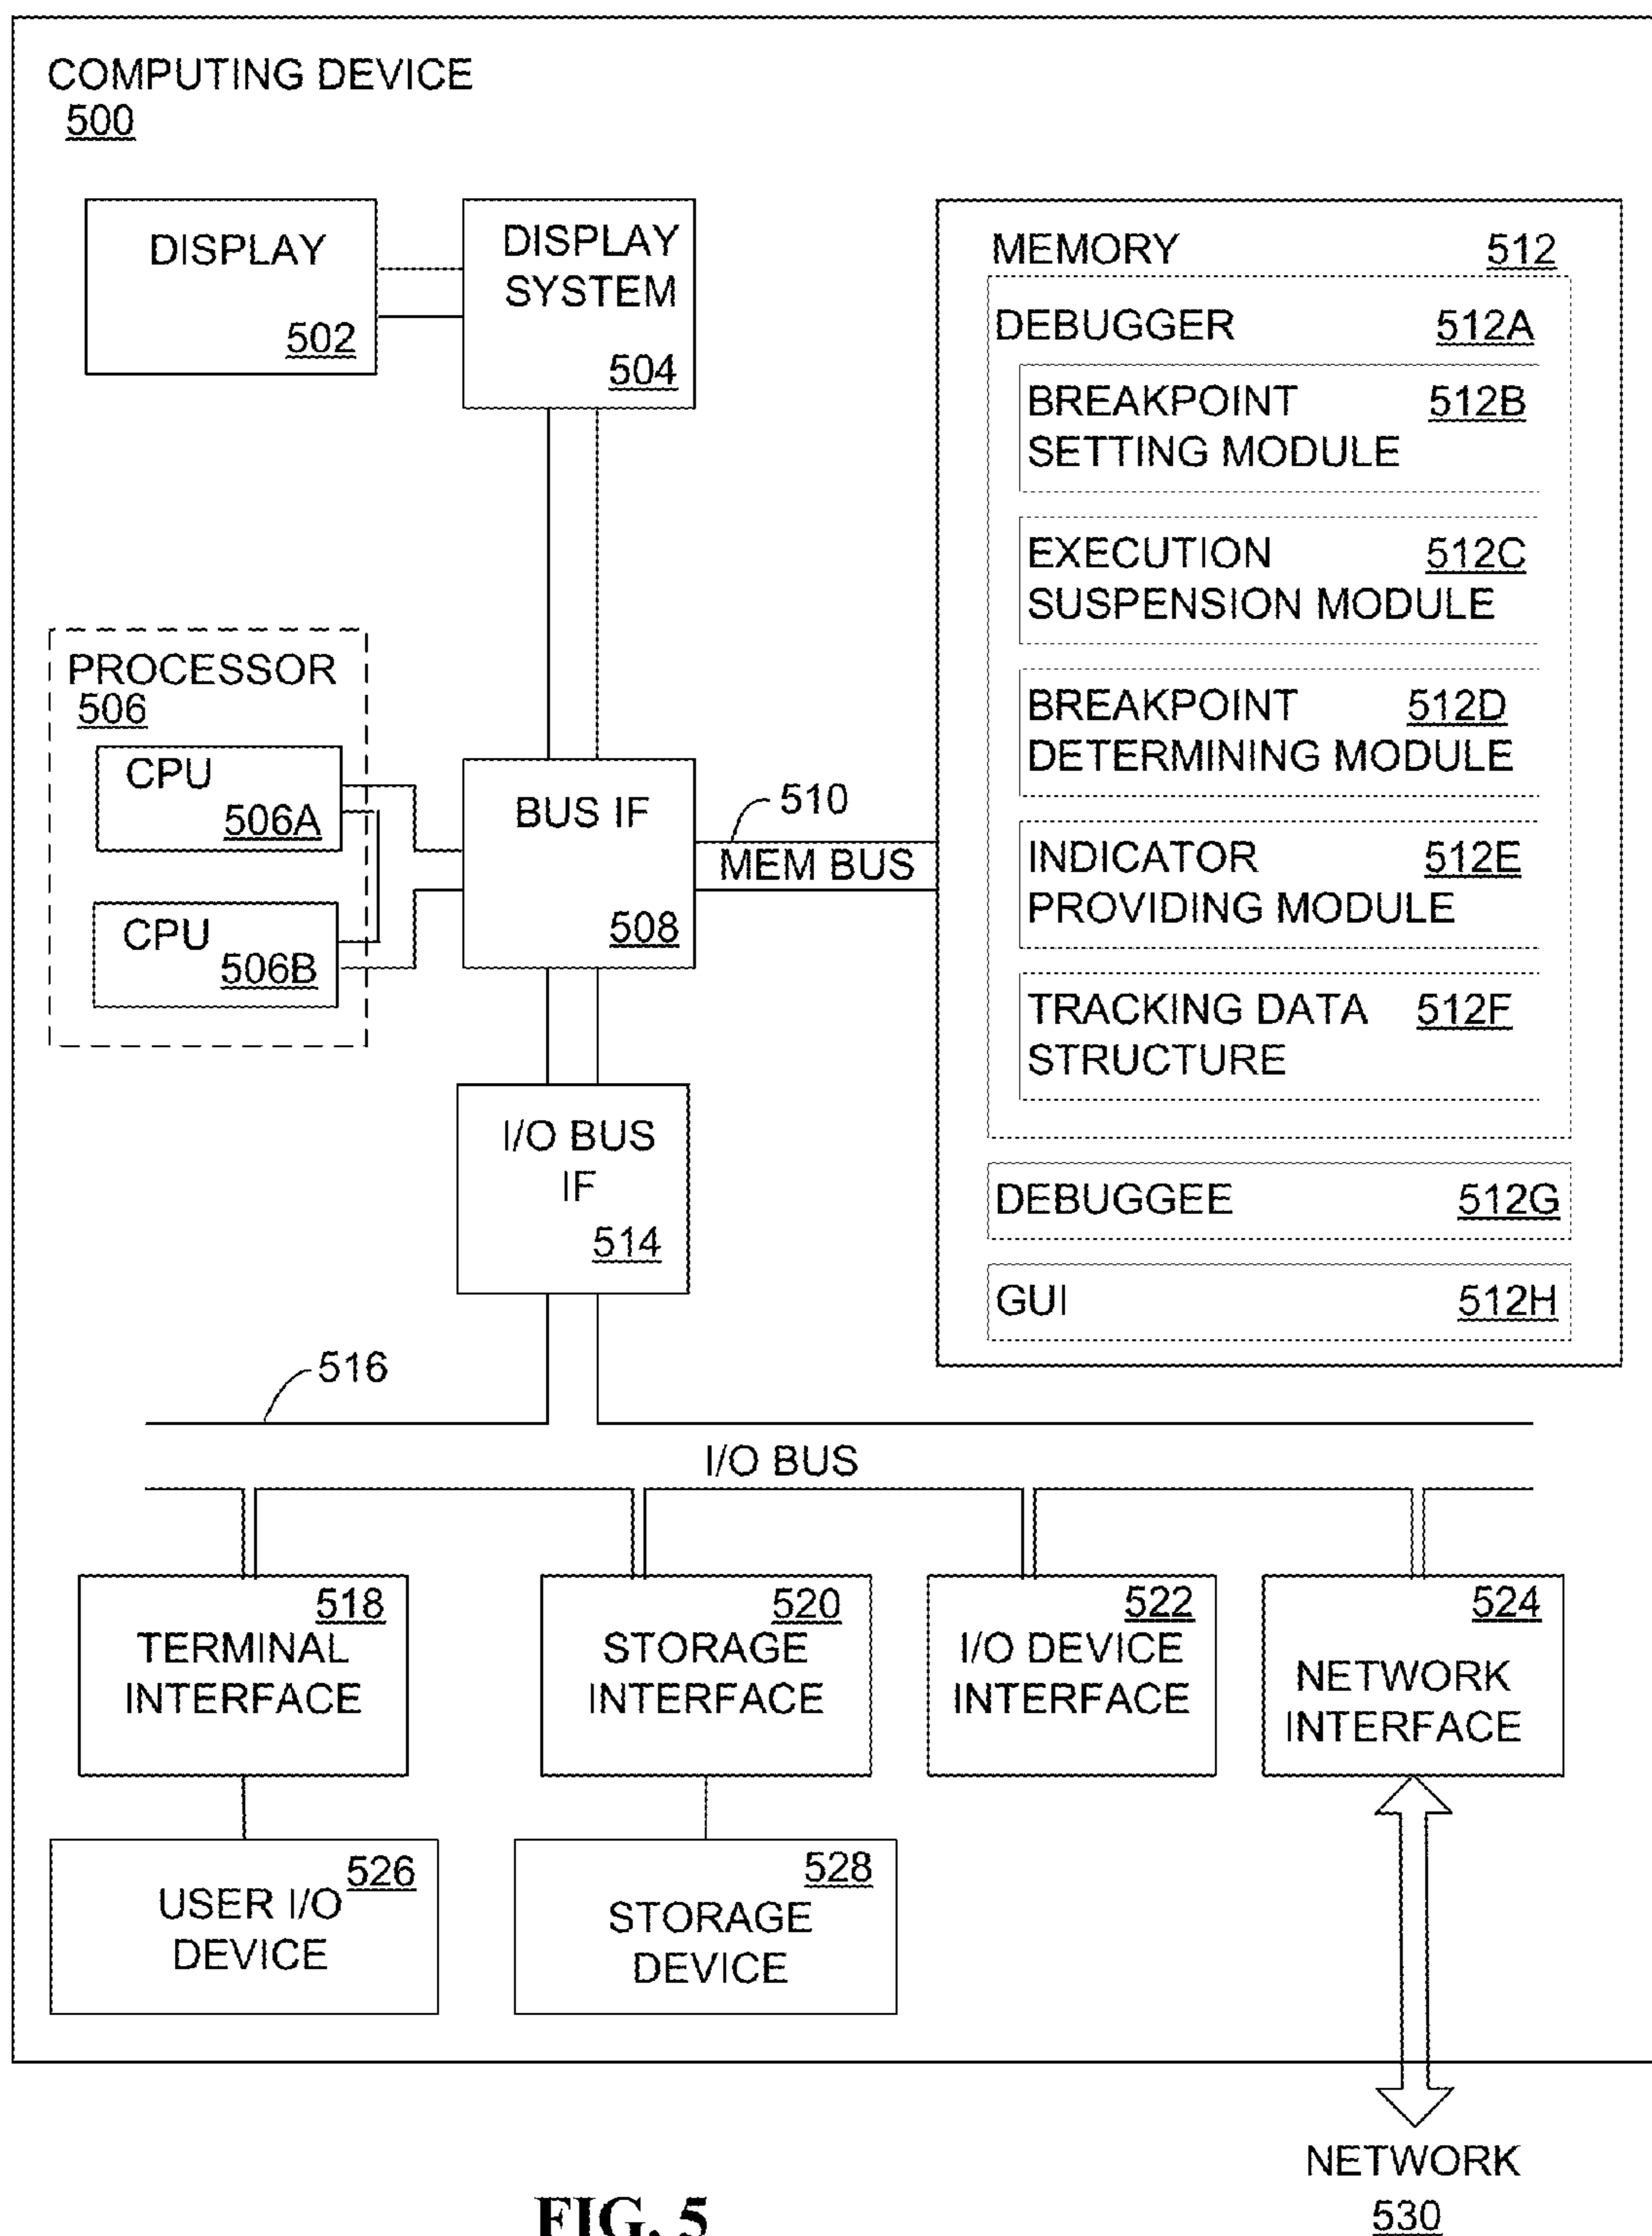 COMPUTING DEVICE
500
DISPLAY
502
DISPLAY
SYSTEM
504
PROCESSOR
506
CPU
506A
CPU
506B
BUS IF
508
510
MEM BUS
MEMORY 512
DEBUGGER 512A
BREAKPOINT 512B
SETTING MODULE
EXECUTION 512C
SUSPENSION MODULE
BREAKPOINT 512D
DETERMINING MODULE
INDICATOR 512E
PROVIDING MODULE
TRACKING DATA 512F
STRUCTURE
DEBUGGEE 512G
GUI 512H
I/O BUS
IF
514
516
I/O BUS
518
TERMINAL
INTERFACE
520
STORAGE
INTERFACE
522
I/O DEVICE
INTERFACE
524
NETWORK
INTERFACE
526
USER I/O
DEVICE
528
STORAGE
DEVICE
NETWORK
530
FIG. 5